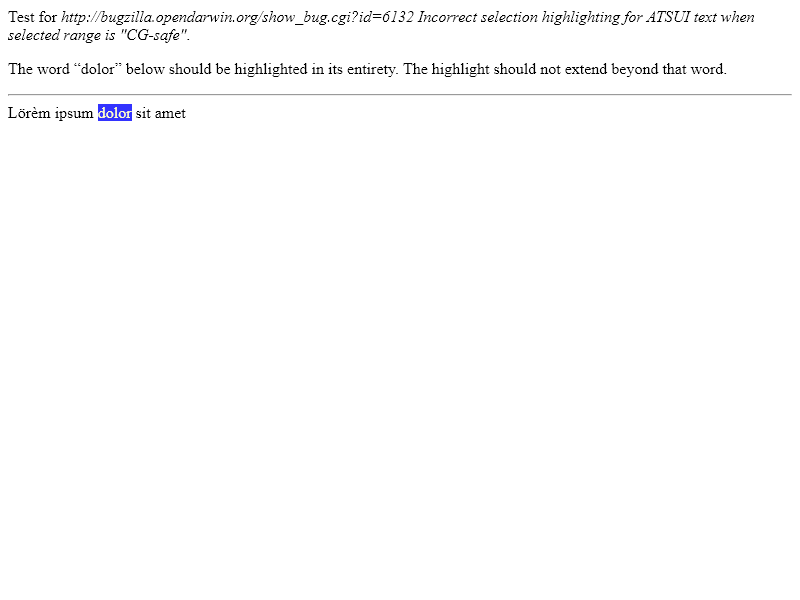 Test for http://bugzilla.opendarwin.org/show_bug.cgi?id=6132 Incorrect selection highlighting for ATSUI text when
selected range is "CG-safe".
The word “dolor” below should be highlighted in its entirety. The highlight should not extend beyond that word.
Lörèm ipsum dolor sit amet